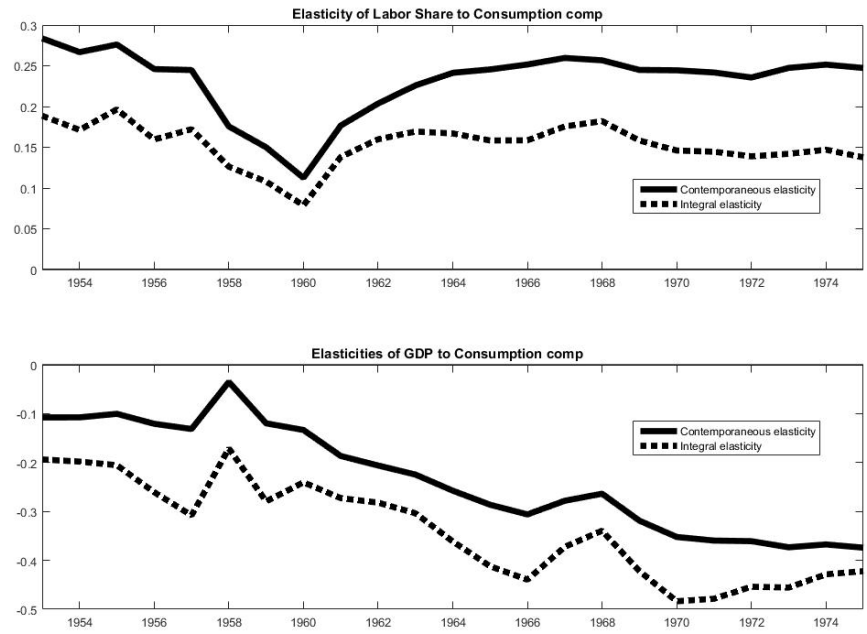 Elasticity of Labor Share to Consumption comp
0.3
0.25
0.2
0.15
0.1
0.05
0
Contemporaneous elasticity
Integral elasticity
1954 1956 1958 1960 1962 1964 1966 1968 1970 1972 1974
Elasticities of GDP to Consumption comp
0
-0.1
-0.2
-0.3
-0.4
-0.5
Contemporaneous elasticity
Integral elasticity
1954 1956 1958 1960 1962 1964 1966 1968 1970 1972 1974